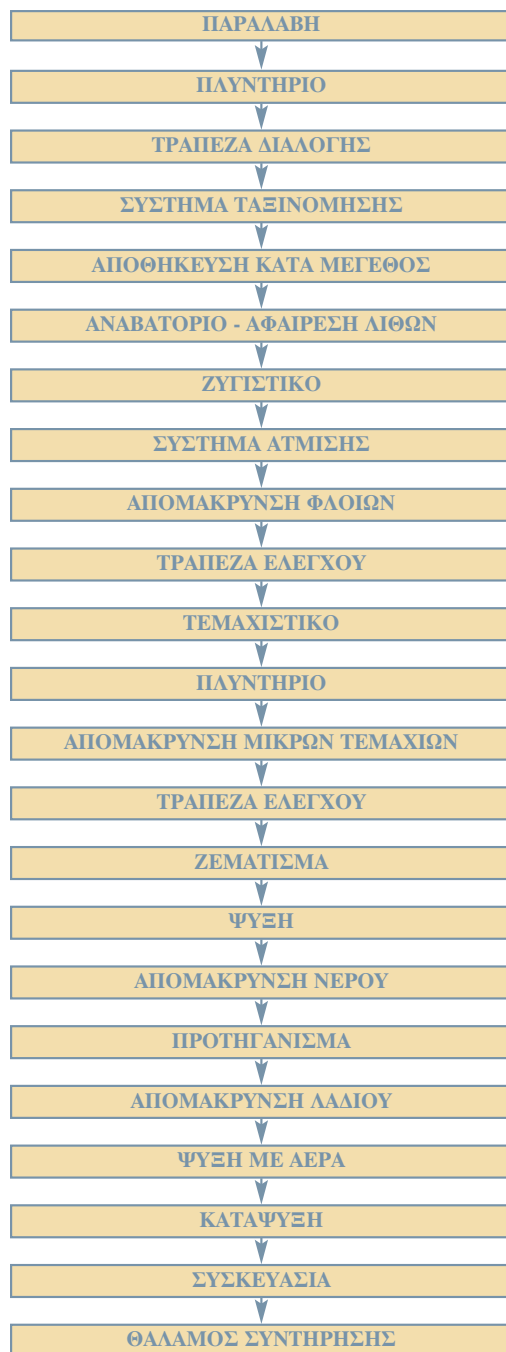 ΠΑΡΑΛΑΒΗ
ΠΛΥΝΤΗΡΙΟ
ΤΡΑΠΕΖΑ ΔΙΑΛΟΓΗΣ
ΣΥΣΤΗΜΑ ΤΑΞΙΝΟΜΗΣΗΣ
ΑΠΟΘΗΚΕΥΣΗ ΚΑΤΑ ΜΕΓΕΘΟΣ
ΑΝΑΒΑΤΟΡΙΟ - ΑΦΑΙΡΕΣΗ ΛΙΘΩΝ
ΖΥΓΙΣΤΙΚΟ
ΣΥΣΤΗΜΑ ΑΤΜΙΣΗΣ
ΑΠΟΜΑΚΡΥΝΣΗ ΦΛΟΙΩΝ
ΤΡΑΠΕΖΑ ΕΛΕΓΧΟΥ
ΤΕΜΑΧΙΣΤΙΚΟ
ΠΛΥΝΤΗΡΙΟ
ΑΠΟΜΑΚΡΥΝΣΗ ΜΙΚΡΩΝ ΤΕΜΑΧΙΩΝ
ΤΡΑΠΕΖΑ ΕΛΕΓΧΟΥ
ΖΕΜΑΤΙΣΜΑ
ΨΥΞΗ
ΑΠΟΜΑΚΡΥΝΣΗ ΝΕΡΟΥ
ΠΡΟΤΗΓΑΝΙΣΜΑ
ΑΠΟΜΑΚΡΥΝΣΗ ΛΑΔΙΟΥ
ΨΥΞΗ ΜΕ ΑΕΡΑ
ΚΑΤΑΨΥΞΗ
ΣΥΣΚΕΥΑΣΙΑ
ΘΑΛΑΜΟΣ ΣΥΝΤΗΡΗΣΗΣ